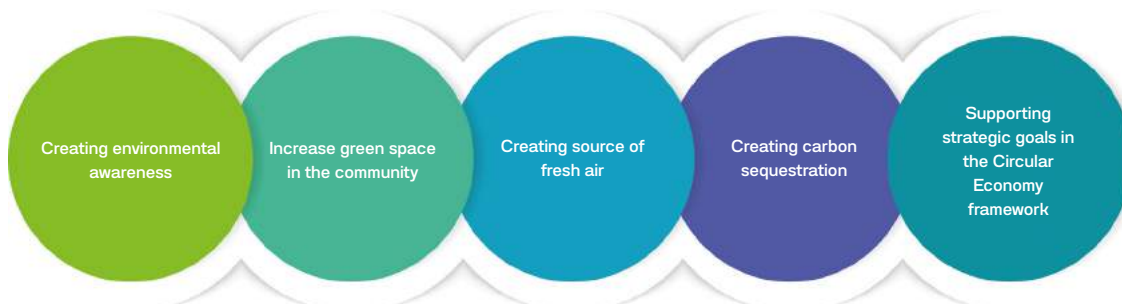 Creating environmental
awareness
Increase green space
in the community
Creating source of
fresh air
Creating carbon
sequestration
Supporting
strategic goals in
the Circular
Economy
framework